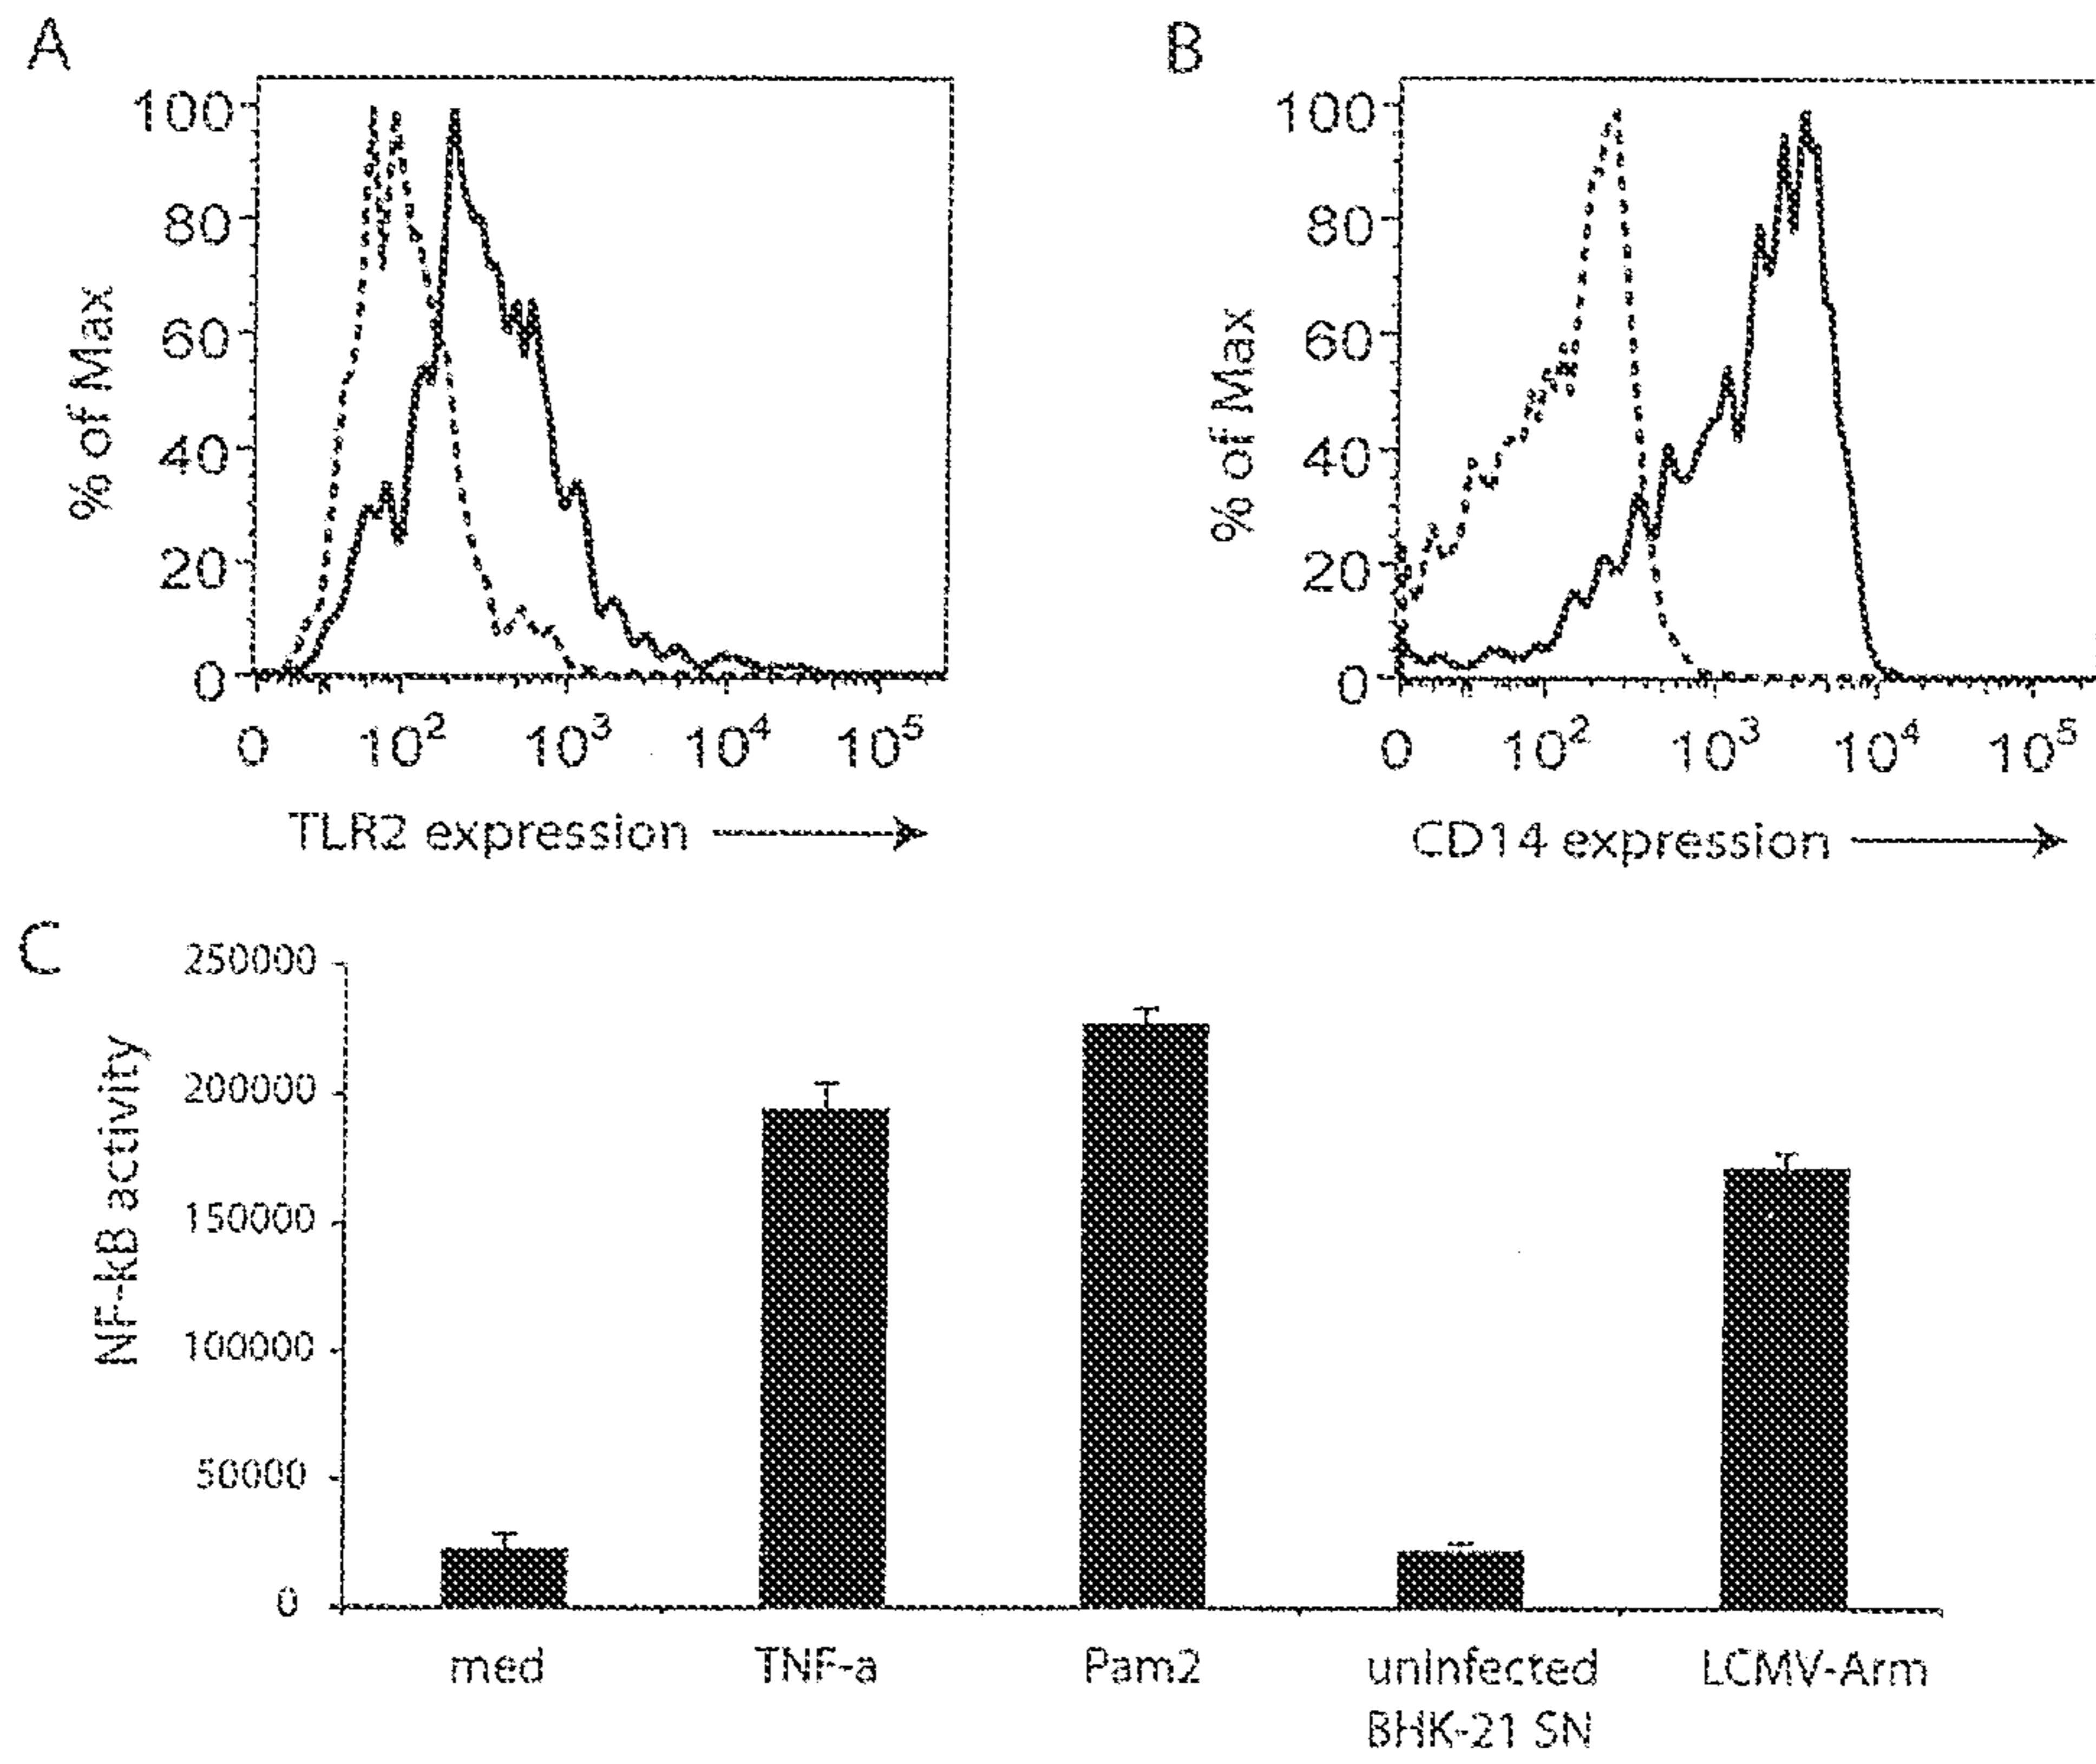 A
100
80
60
40
20
0
% of Max
0 10² 10³ 10⁴ 10⁵
TLR2 expression
B
100
80
60
40
20
0
% of Max
0 10² 10³ 10⁴ 10⁵
CD14 expression
C
250000
200000
150000
100000
50000
0
NF-kB activity
med
TNF-a
Pam2
uninfected
BHK-21 SN
LCMV-Arm